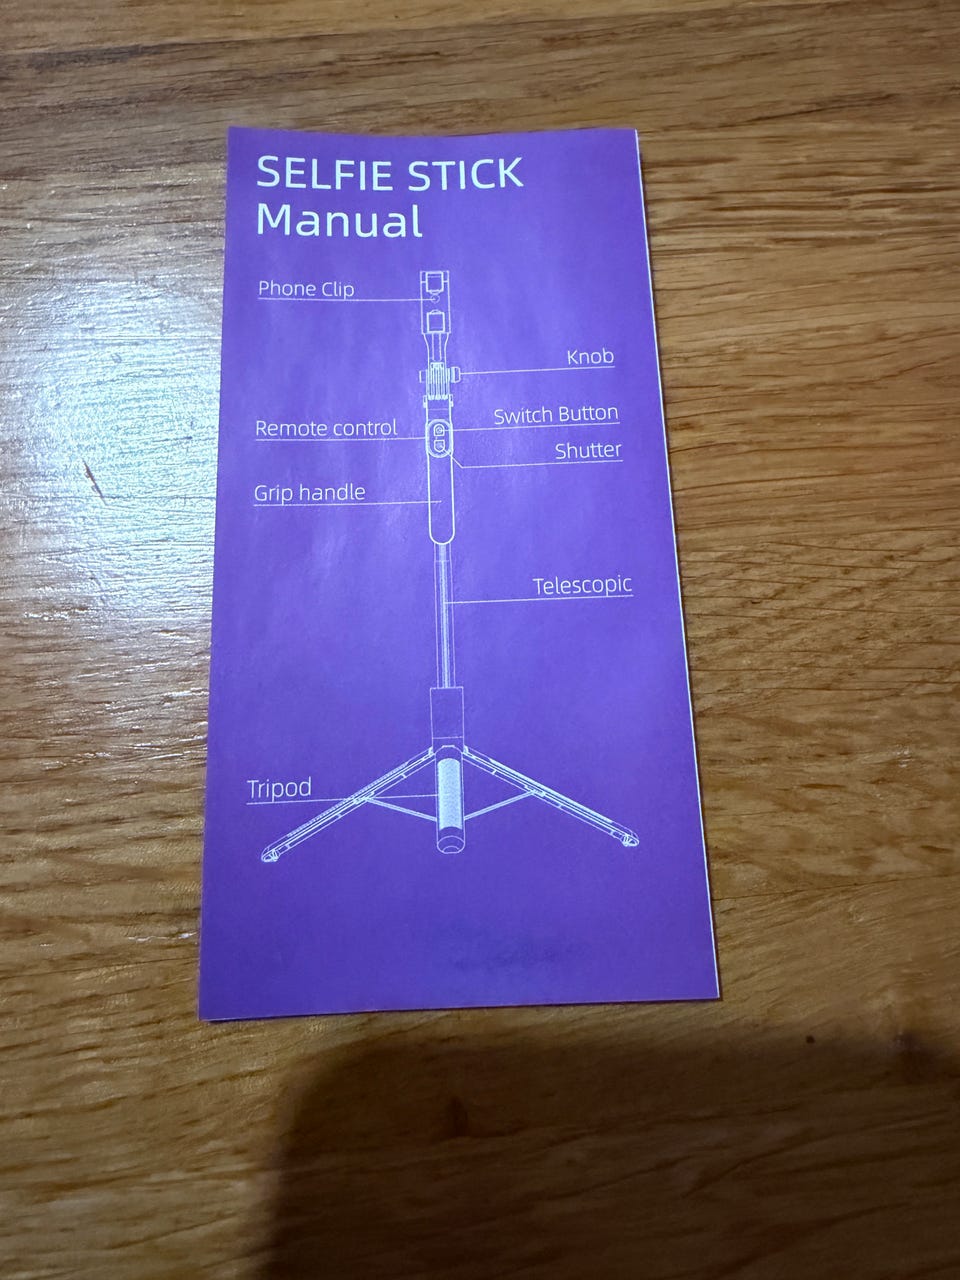 SELFIE STICK
Manual
Phone Clip
Knob
Switch Button
Remote control
Shutter
Grip handle
Telescopic
Tripod